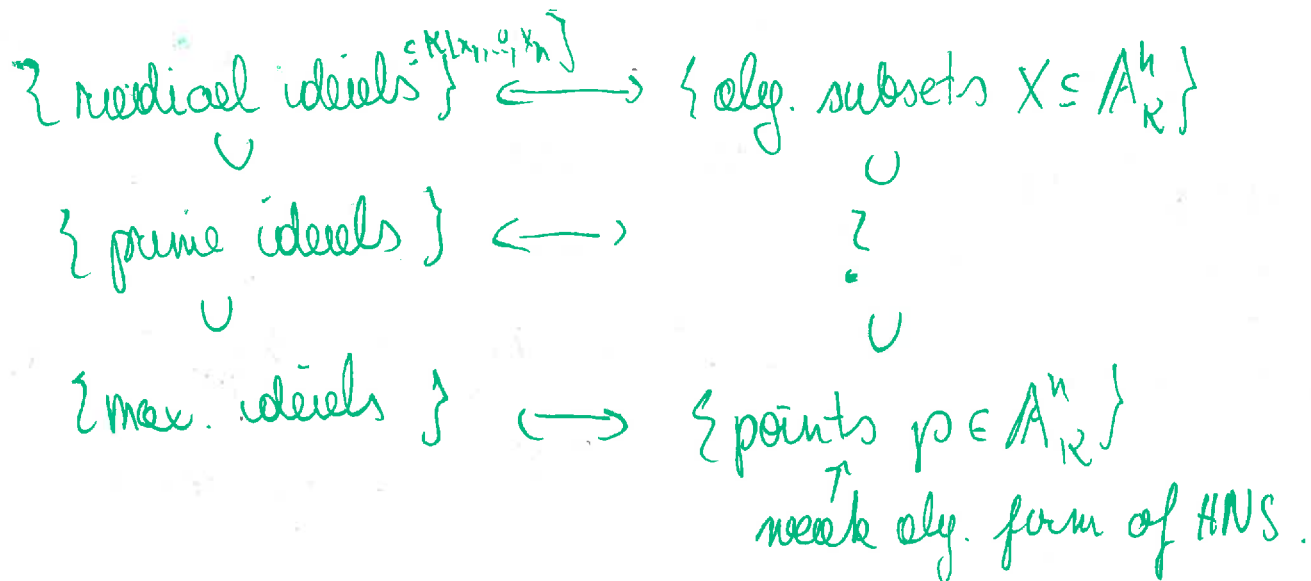 { radical ideals ⊆ K[x₁,…,xₙ] } ⟷ { alg. subsets X ⊆ 𝔸ⁿ_K }
∪ ∪
{ prime ideals } ⟷ ?
∪ ∪
{ max. ideals } ⟷ { points p ∈ 𝔸ⁿ_K }
↑
weak alg. form of HNS.